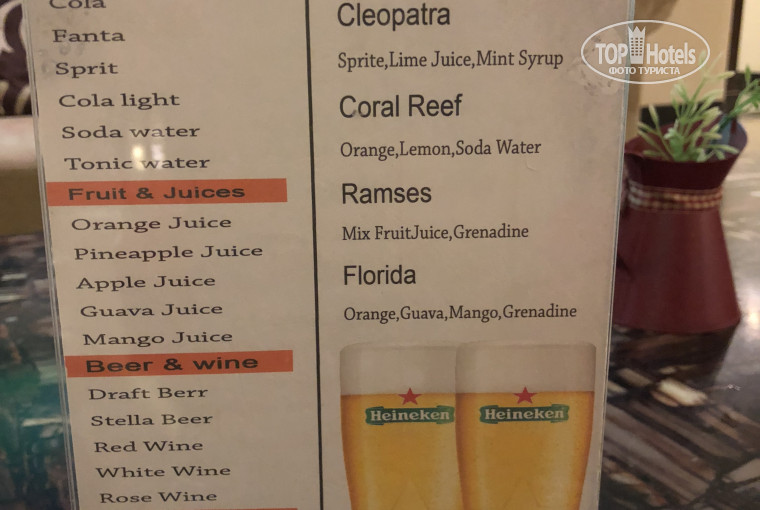 Cola
Fanta
Sprit
Cola light
Soda water
Tonic water
Fruit & Juices
Orange Juice
Pineapple Juice
Apple Juice
Guava Juice
Mango Juice
Beer & wine
Draft Berr
Stella Beer
Red Wine
White Wine
Rose Wine
Cleopatra
Sprite,Lime Juice,Mint Syrup
Coral Reef
Orange,Lemon,Soda Water
Ramses
Mix FruitJuice,Grenadine
Florida
Orange,Guava,Mango,Grenadine
Heineken
Heineken
TOP Hotels
ФОТО ТУРИСТА